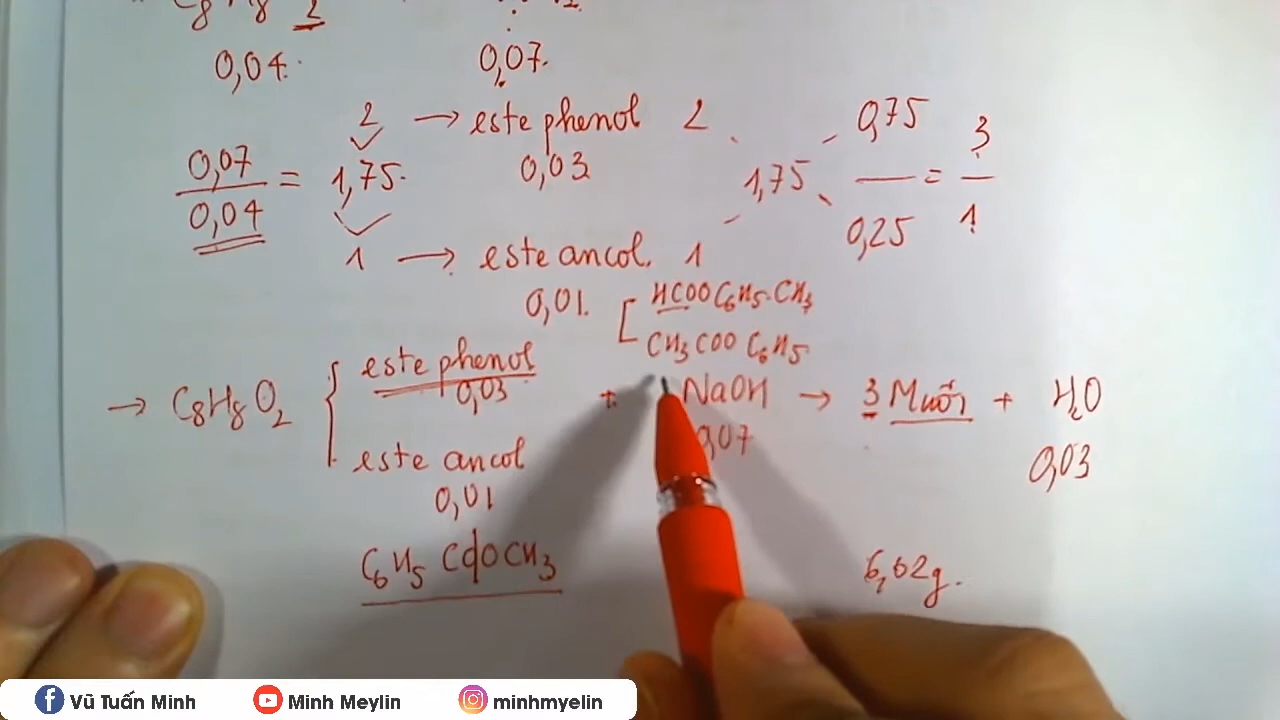 C8H8 2
0,04. 0,07.
2 → este phenol 2 0,75 3
0,07 / 0,04 = 1,75. 0,03 1,75 — = —
1 → este ancol. 1 0,25 1
0,01. HCOOC6H5.CH3
CH3COOC6H5
→ C8H8O2 este phenol + NaOH → 3 Muối + H2O
0,03 0,07 0,03
este ancol
0,01
C6H5COOCH3 6,62g.
Vũ Tuấn Minh Minh Meylin minhmyelin